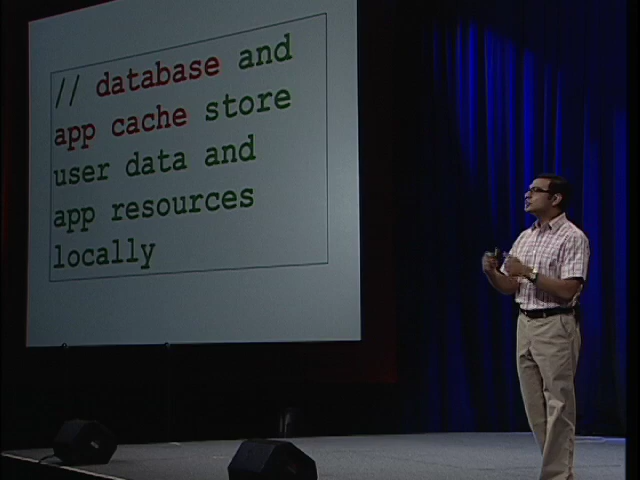 // database and
app cache store
user data and
app resources
locally